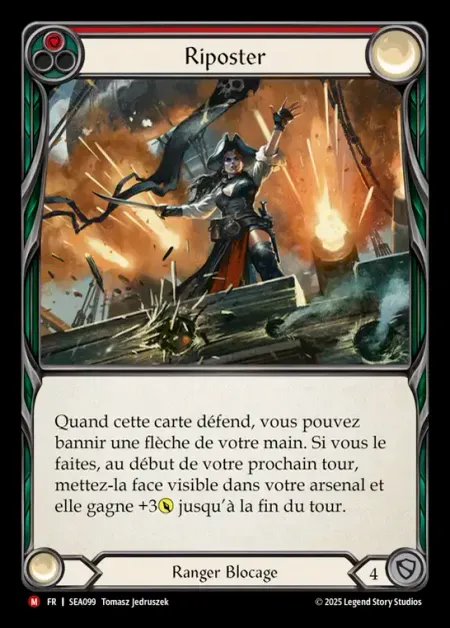 Riposter
Quand cette carte défend, vous pouvez
bannir une flèche de votre main. Si vous le
faites, au début de votre prochain tour,
mettez-la face visible dans votre arsenal et
elle gagne +3 jusqu'à la fin du tour.
Ranger Blocage
4
M FR | SEA099 Tomasz Jedruszek
© 2025 Legend Story Studios